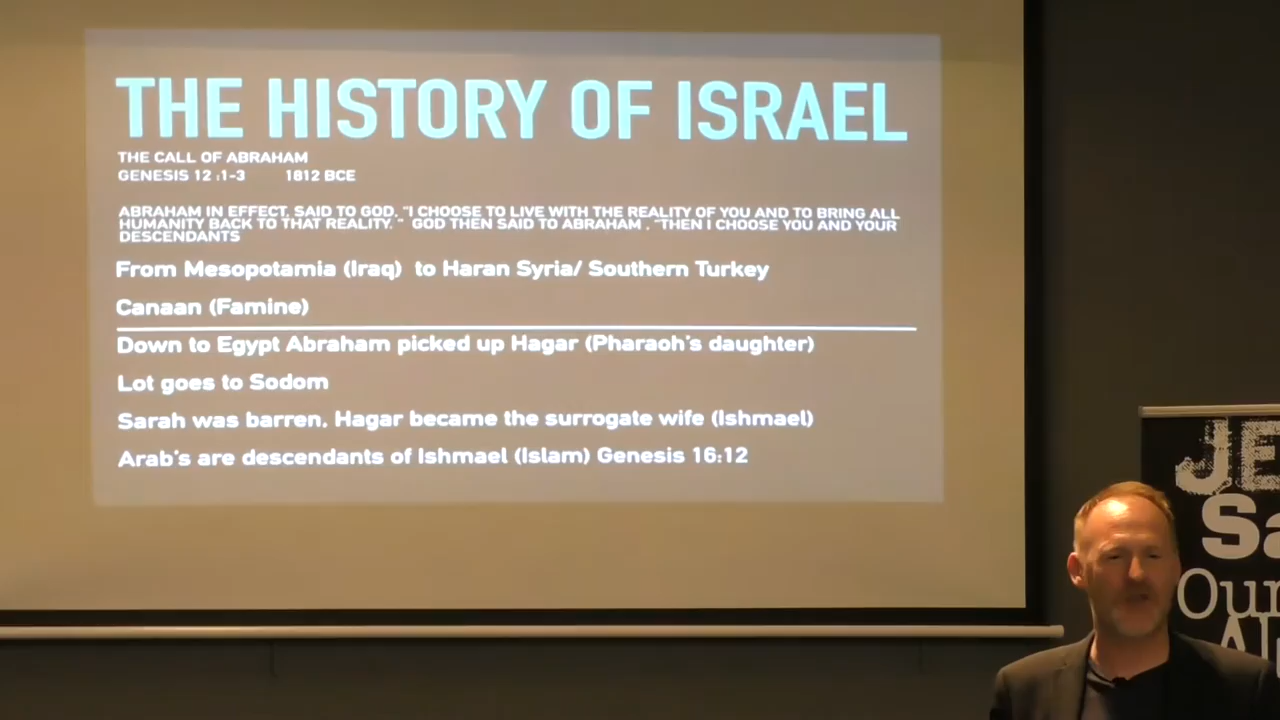 THE HISTORY OF ISRAEL
THE CALL OF ABRAHAM
GENESIS 12 :1-3 1812 BCE
ABRAHAM IN EFFECT, SAID TO GOD, "I CHOOSE TO LIVE WITH THE REALITY OF YOU AND TO BRING ALL
HUMANITY BACK TO THAT REALITY. " GOD THEN SAID TO ABRAHAM , "THEN I CHOOSE YOU AND YOUR
DESCENDANTS
From Mesopotamia (Iraq) to Haran Syria/ Southern Turkey
Canaan (Famine)
Down to Egypt Abraham picked up Hagar (Pharaoh's daughter)
Lot goes to Sodom
Sarah was barren, Hagar became the surrogate wife (Ishmael)
Arab's are descendants of Ishmael (Islam) Genesis 16:12